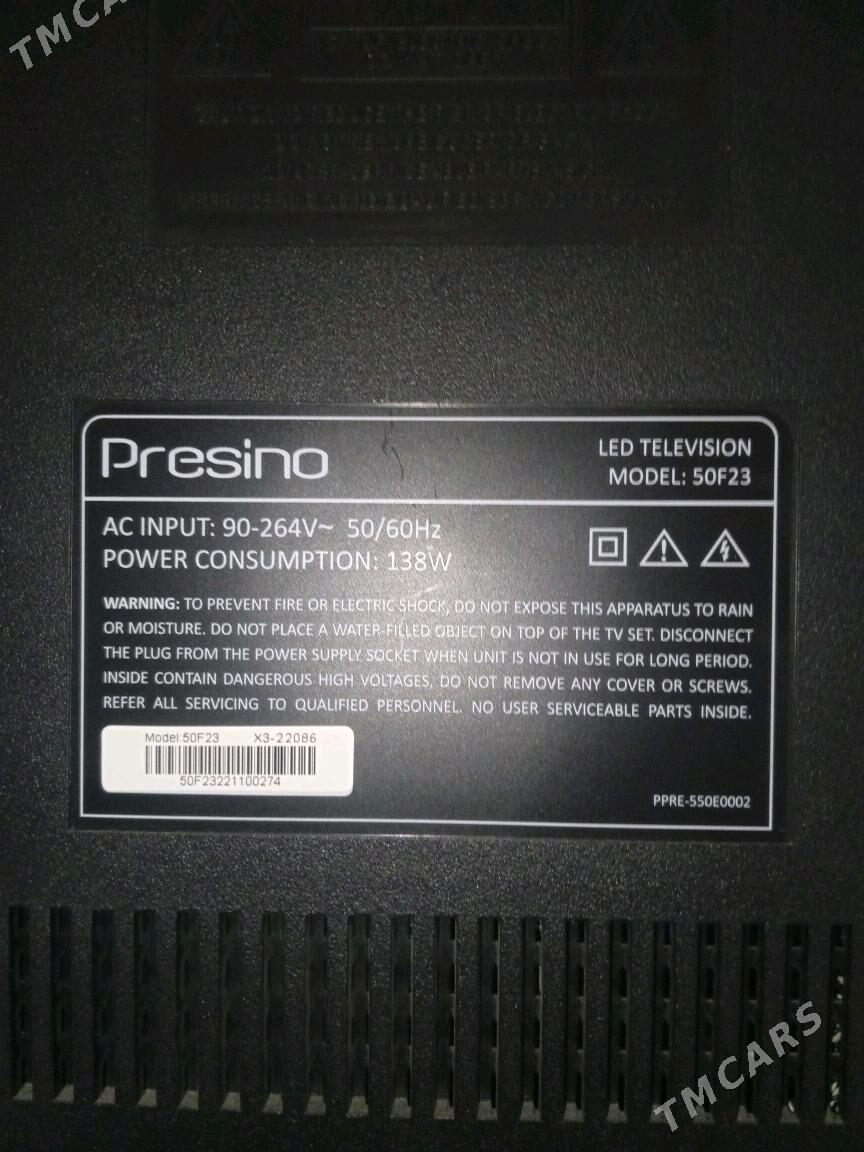 TMCARS
Presino
LED TELEVISION
MODEL: 50F23
AC INPUT: 90-264V~ 50/60Hz
POWER CONSUMPTION: 138W
WARNING: TO PREVENT FIRE OR ELECTRIC SHOCK, DO NOT EXPOSE THIS APPARATUS TO RAIN
OR MOISTURE. DO NOT PLACE A WATER-FILLED OBJECT ON TOP OF THE TV SET. DISCONNECT
THE PLUG FROM THE POWER SUPPLY SOCKET WHEN UNIT IS NOT IN USE FOR LONG PERIOD.
INSIDE CONTAIN DANGEROUS HIGH VOLTAGES, DO NOT REMOVE ANY COVER OR SCREWS.
REFER ALL SERVICING TO QUALIFIED PERSONNEL. NO USER SERVICEABLE PARTS INSIDE.
Model 50F23 X3-22086
50F23221100274
PPRE-550E0002
TMCARS